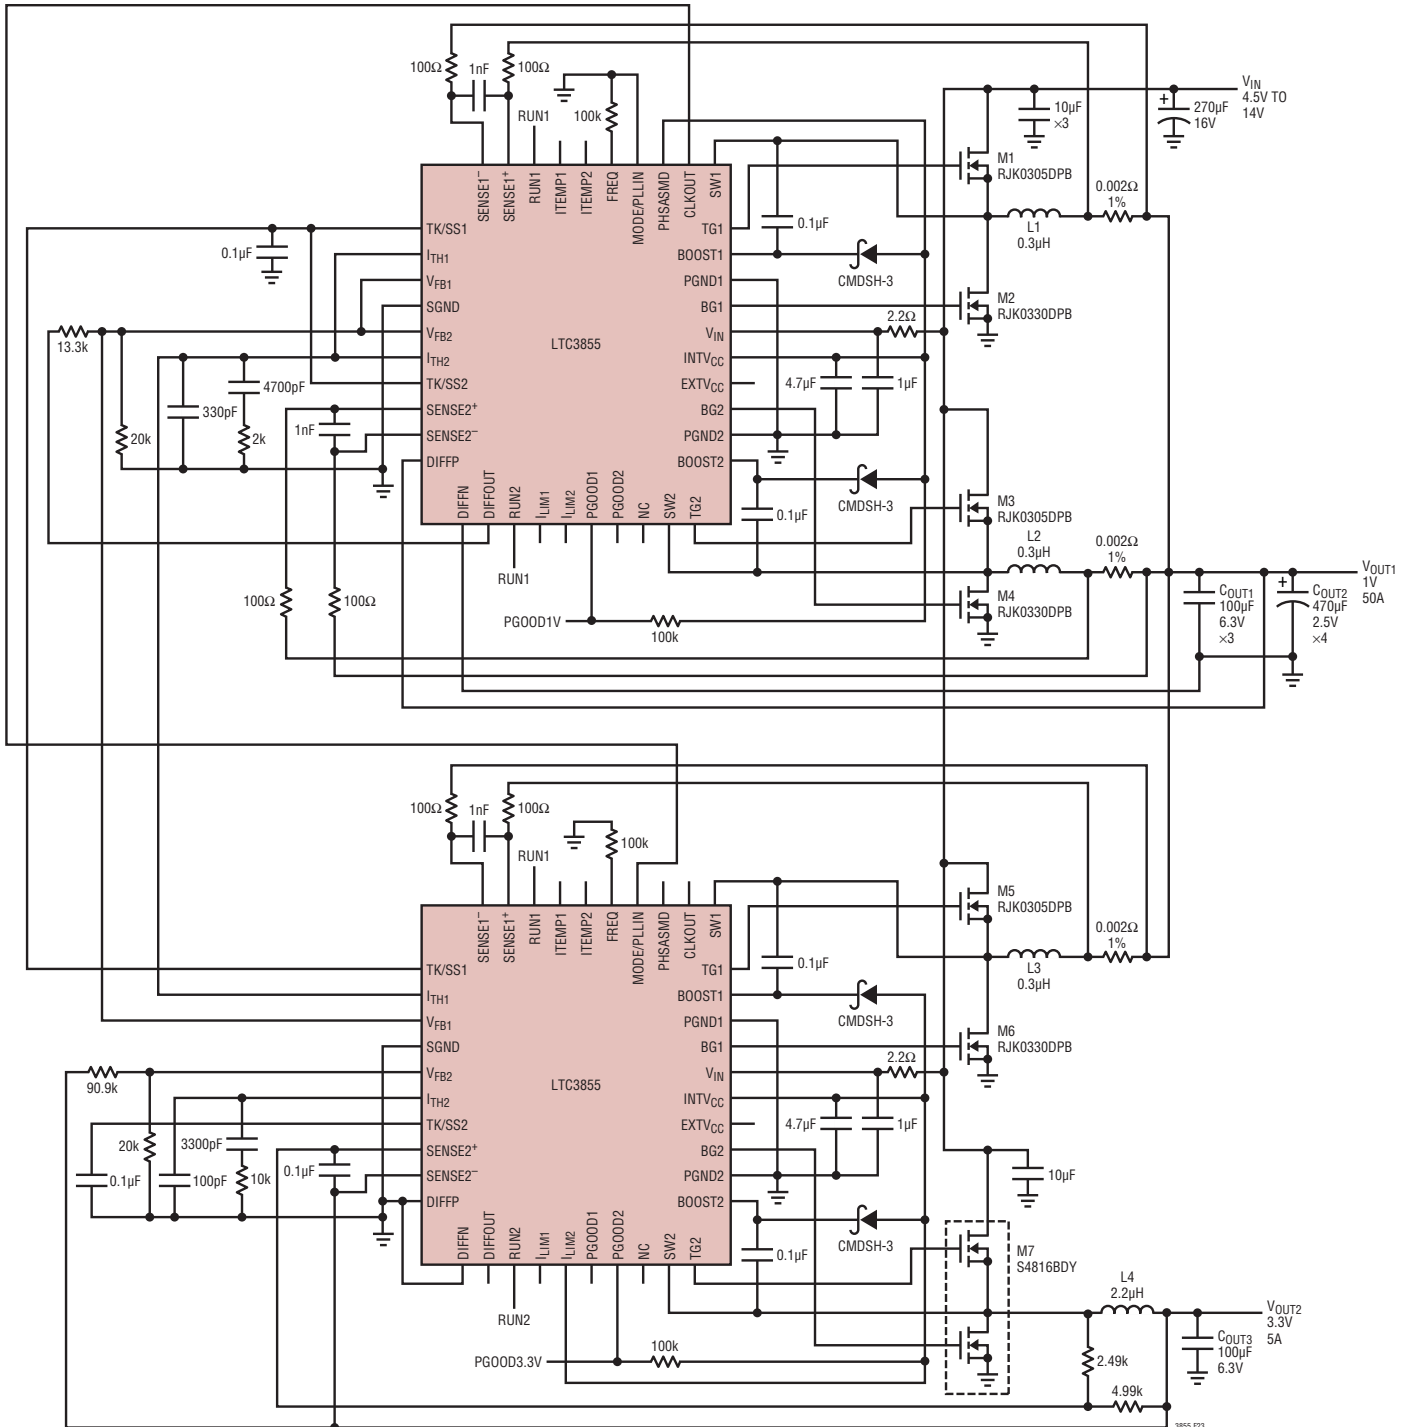 100Ω
1nF
100Ω
RUN1
100k
SENSE1–
SENSE1+
RUN1
ITEMP1
ITEMP2
FREQ
MODE/PLLIN
PHSASMD
CLKOUT
SW1
VIN
4.5V TO
14V
10µF
×3
+
270µF
16V
M1
RJK0305DPB
0.002Ω
1%
L1
0.3µH
0.1µF
TK/SS1
ITH1
VFB1
SGND
VFB2
ITH2
TK/SS2
SENSE2+
SENSE2–
DIFFP
LTC3855
TG1
BOOST1
PGND1
BG1
VIN
INTVCC
EXTVCC
BG2
PGND2
BOOST2
0.1µF
CMDSH-3
M2
RJK0330DPB
2.2Ω
13.3k
4700pF
330pF
20k
2k
1nF
4.7µF
1µF
CMDSH-3
0.1µF
M3
RJK0305DPB
L2
0.3µH
0.002Ω
1%
DIFFN
DIFFOUT
RUN2
ILIM1
ILIM2
PGOOD1
PGOOD2
NC
SW2
TG2
RUN1
100Ω
100Ω
PGOOD1V
100k
M4
RJK0330DPB
VOUT1
1V
50A
COUT1
100µF
6.3V
×3
+
COUT2
470µF
2.5V
×4
100Ω
1nF
100Ω
RUN1
100k
SENSE1–
SENSE1+
RUN1
ITEMP1
ITEMP2
FREQ
MODE/PLLIN
PHSASMD
CLKOUT
SW1
M5
RJK0305DPB
0.002Ω
1%
L3
0.3µH
TK/SS1
ITH1
VFB1
SGND
VFB2
ITH2
TK/SS2
SENSE2+
SENSE2–
DIFFP
LTC3855
TG1
BOOST1
PGND1
BG1
VIN
INTVCC
EXTVCC
BG2
PGND2
BOOST2
0.1µF
CMDSH-3
M6
RJK0330DPB
2.2Ω
90.9k
20k
3300pF
0.1µF
100pF
10k
0.1µF
4.7µF
1µF
10µF
CMDSH-3
0.1µF
M7
S4816BDY
DIFFN
DIFFOUT
RUN2
ILIM1
ILIM2
PGOOD1
PGOOD2
NC
SW2
TG2
RUN2
PGOOD3.3V
100k
L4
2.2µH
VOUT2
3.3V
5A
COUT3
100µF
6.3V
2.49k
4.99k
3855 F23